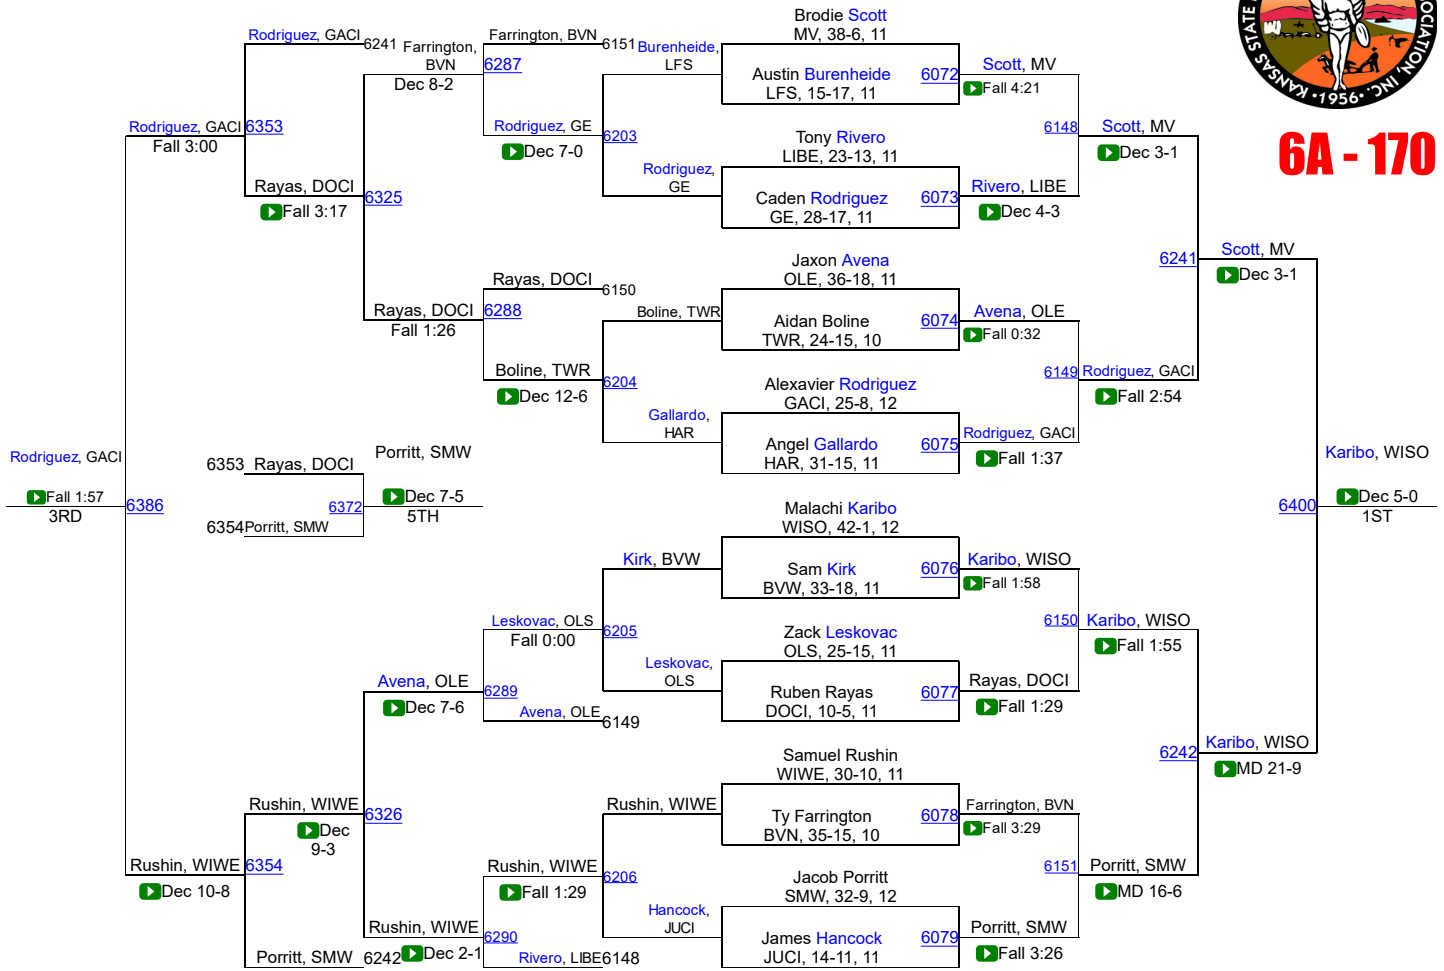 KANSAS STATE A
OCIATION, INC.
•1956•
6A - 170
Brodie Scott
MV, 38-6, 11
Austin Burenheide
LFS, 15-17, 11
6072
Scott, MV
Fall 4:21
Tony Rivero
LIBE, 23-13, 11
Caden Rodriguez
GE, 28-17, 11
6073
Rivero, LIBE
Dec 4-3
6148
Scott, MV
Dec 3-1
Jaxon Avena
OLE, 36-18, 11
Aidan Boline
TWR, 24-15, 10
6074
Avena, OLE
Fall 0:32
Alexavier Rodriguez
GACI, 25-8, 12
Angel Gallardo
HAR, 31-15, 11
6075
Rodriguez, GACI
Fall 1:37
6149
Rodriguez, GACI
Fall 2:54
6241
Scott, MV
Dec 3-1
Malachi Karibo
WISO, 42-1, 12
Sam Kirk
BVW, 33-18, 11
6076
Karibo, WISO
Fall 1:58
Zack Leskovac
OLS, 25-15, 11
Ruben Rayas
DOCI, 10-5, 11
6077
Rayas, DOCI
Fall 1:29
6150
Karibo, WISO
Fall 1:55
Samuel Rushin
WIWE, 30-10, 11
Ty Farrington
BVN, 35-15, 10
6078
Farrington, BVN
Fall 3:29
Jacob Porritt
SMW, 32-9, 12
James Hancock
JUCI, 14-11, 11
6079
Porritt, SMW
Fall 3:26
6151
Porritt, SMW
MD 16-6
6242
Karibo, WISO
MD 21-9
6400
Karibo, WISO
Dec 5-0
1ST
Burenheide,
LFS
6203
Rodriguez,
GE
Farrington, BVN
6151
6287
Rodriguez, GE
Dec 7-0
Farrington,
BVN
Dec 8-2
Boline, TWR
6204
Gallardo,
HAR
Rayas, DOCI
6150
6288
Boline, TWR
Dec 12-6
Rayas, DOCI
Fall 1:26
6325
Rodriguez, GACI
6241
6353
Rayas, DOCI
Fall 3:17
Rodriguez, GACI
Fall 3:00
Kirk, BVW
6205
Leskovac,
OLS
Leskovac, OLS
Fall 0:00
6289
Avena, OLE
6149
Avena, OLE
Dec 7-6
Rushin, WIWE
6206
Hancock,
JUCI
Rushin, WIWE
Fall 1:29
6290
Rivero, LIBE
6148
Rushin, WIWE
Dec 2-1
6326
Rushin, WIWE
Dec
9-3
6354
Porritt, SMW
6242
Rushin, WIWE
Dec 10-8
6386
Rodriguez, GACI
Fall 1:57
3RD
6353
Rayas, DOCI
6372
6354
Porritt, SMW
Porritt, SMW
Dec 7-5
5TH